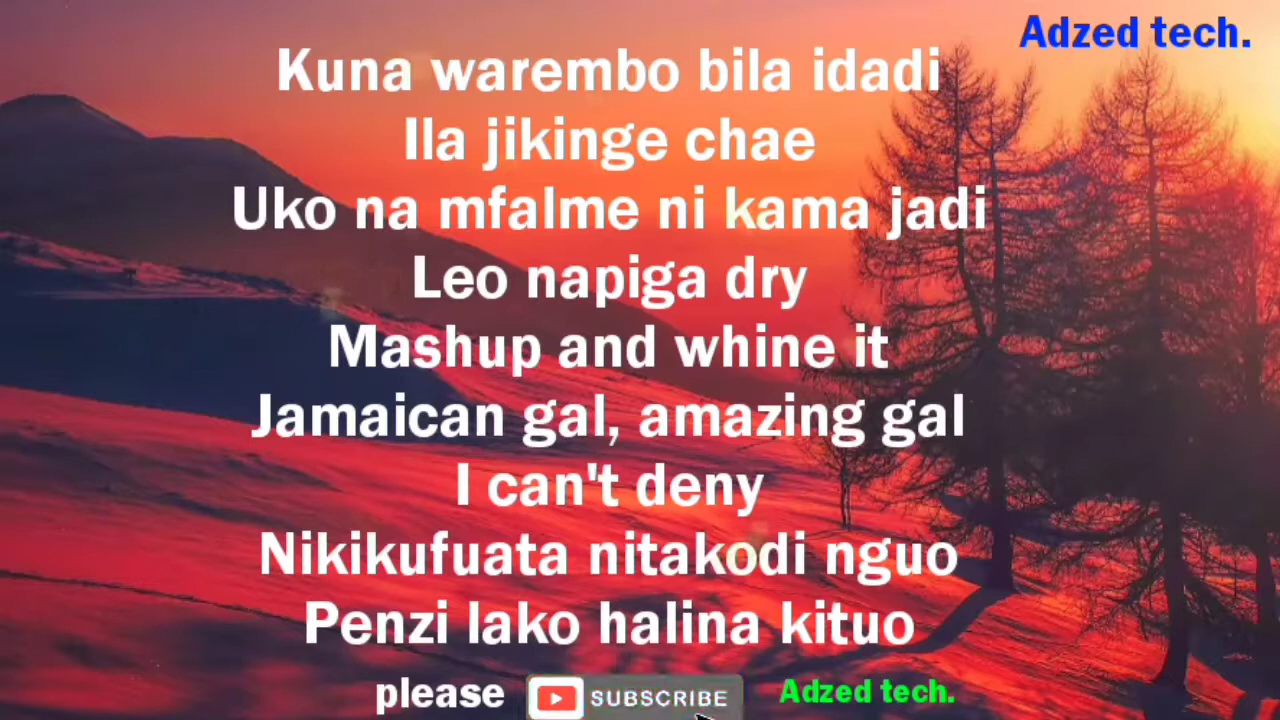 Adzed tech.
Kuna warembo bila idadi
Ila jikinge chae
Uko na mfalme ni kama jadi
Leo napiga dry
Mashup and whine it
Jamaican gal, amazing gal
I can't deny
Nikikufuata nitakodi nguo
Penzi lako halina kituo
please SUBSCRIBE Adzed tech.